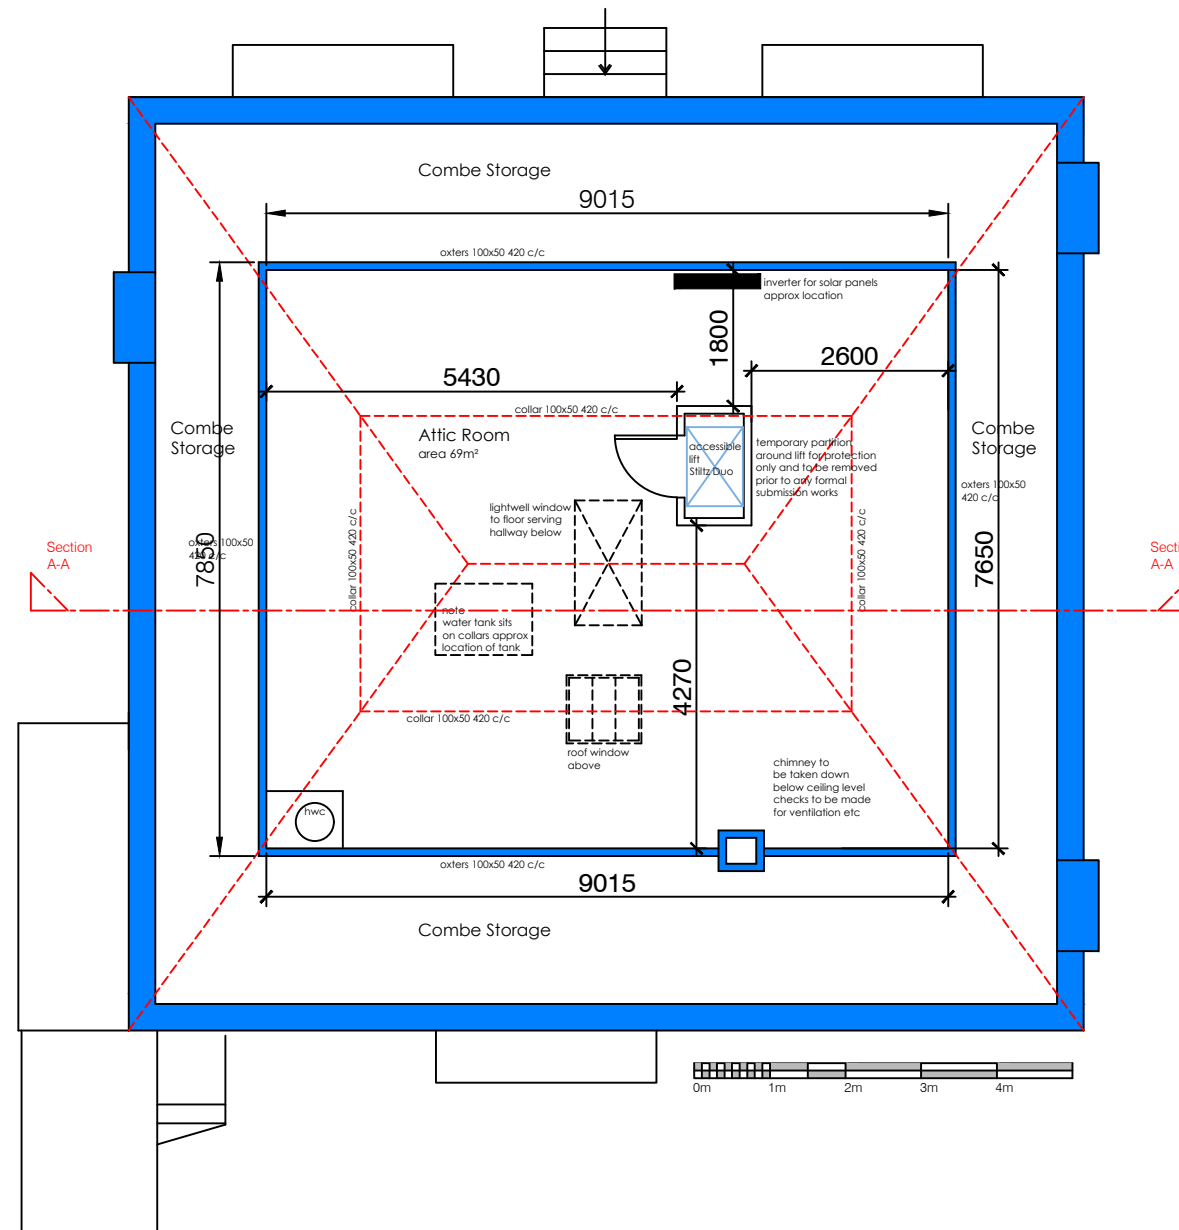 Combe Storage
9015
oxters 100x50 420 c/c
inverter for solar panels
approx location
1800
2600
5430
collar 100x50 420 c/c
Combe
Storage
Attic Room
area 69m²
accessible
lift
Stiltz Duo
temporary partition
around lift for protection
only and to be removed
prior to any formal
submission works
Combe
Storage
oxters 100x50
420 c/c
lightwell window
to floor serving
hallway below
oxters 100x50
420 c/c
7850
collar 100x50 420 c/c
collar 100x50 420 c/c
7650
Section
A-A
Secti
A-A
note
water tank sits
on collars approx
location of tank
4270
collar 100x50 420 c/c
roof window
above
chimney to
be taken down
below ceiling level
checks to be made
for ventilation etc
hwc
oxters 100x50 420 c/c
9015
Combe Storage
0m
1m
2m
3m
4m